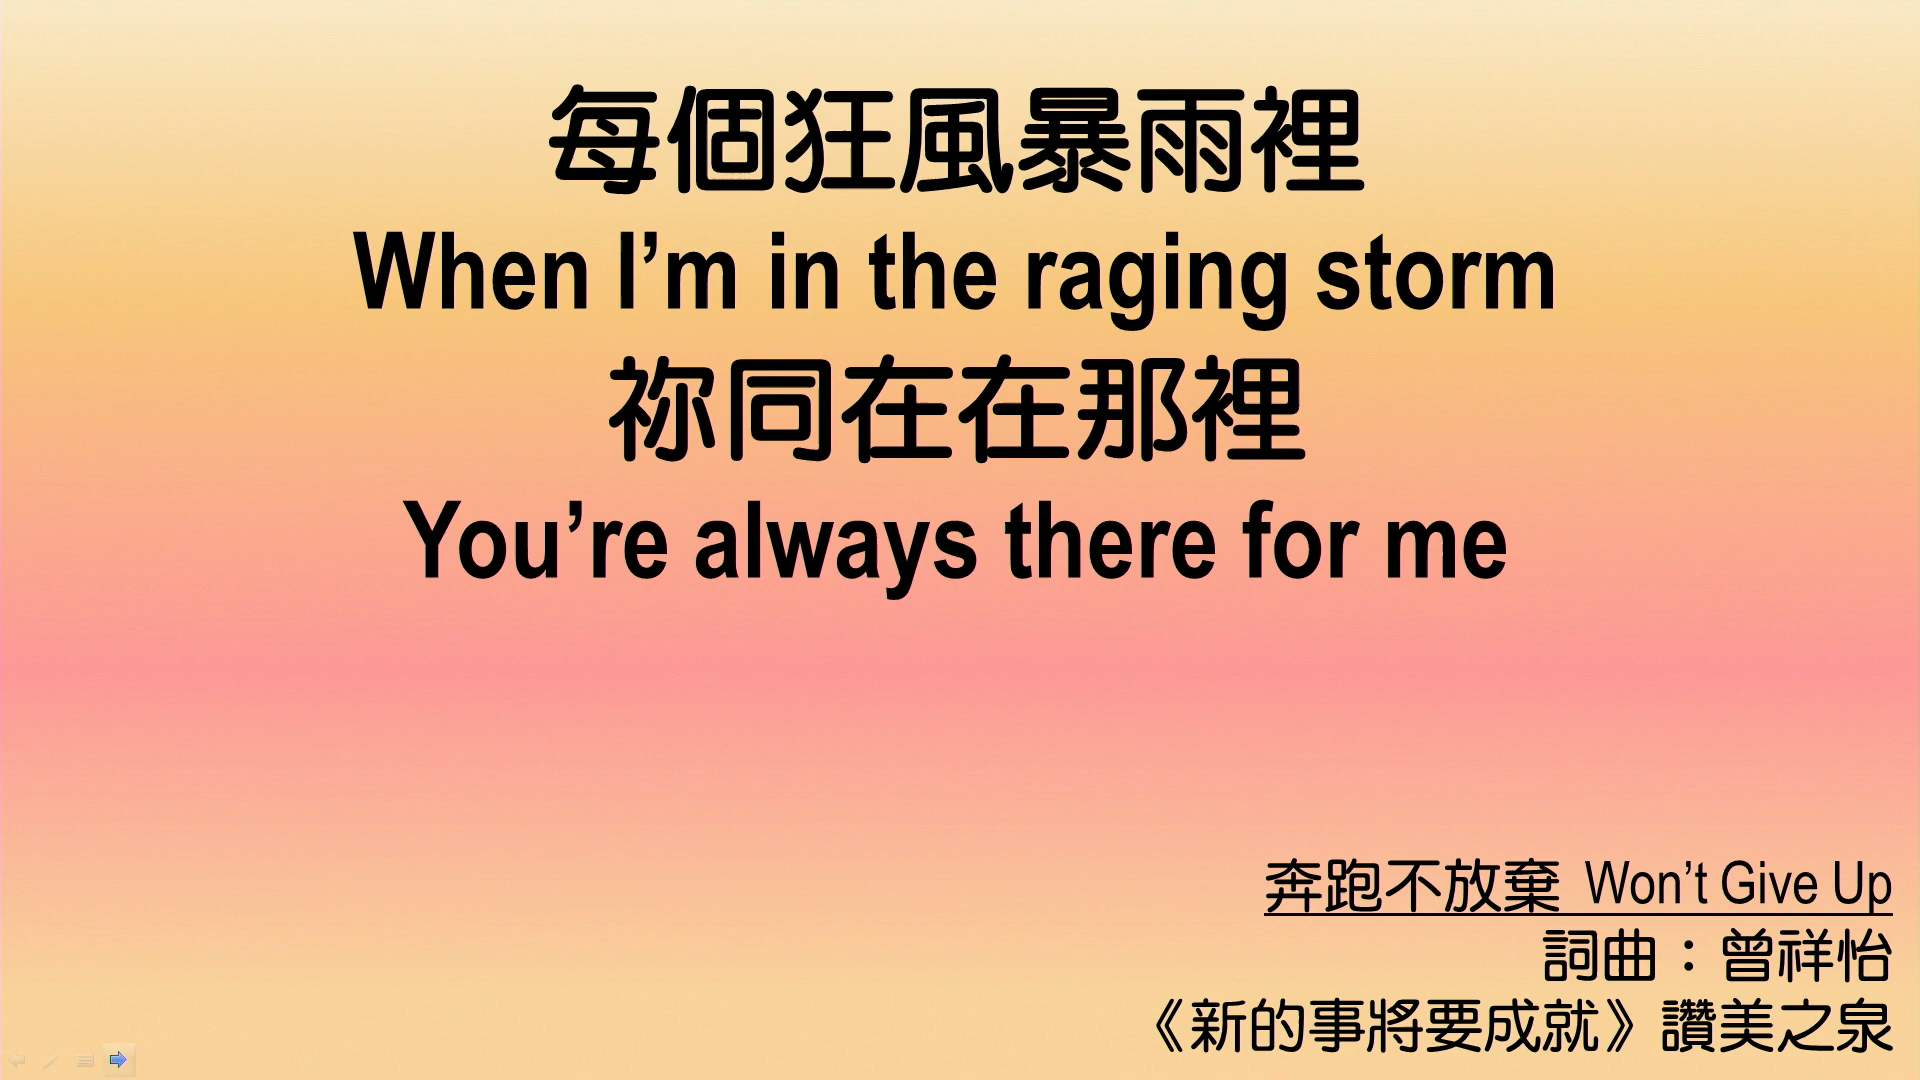 每個狂風暴雨裡
When I’m in the raging storm
祢同在在那裡
You’re always there for me
奔跑不放棄 Won’t Give Up
詞曲：曾祥怡
《新的事將要成就》讚美之泉